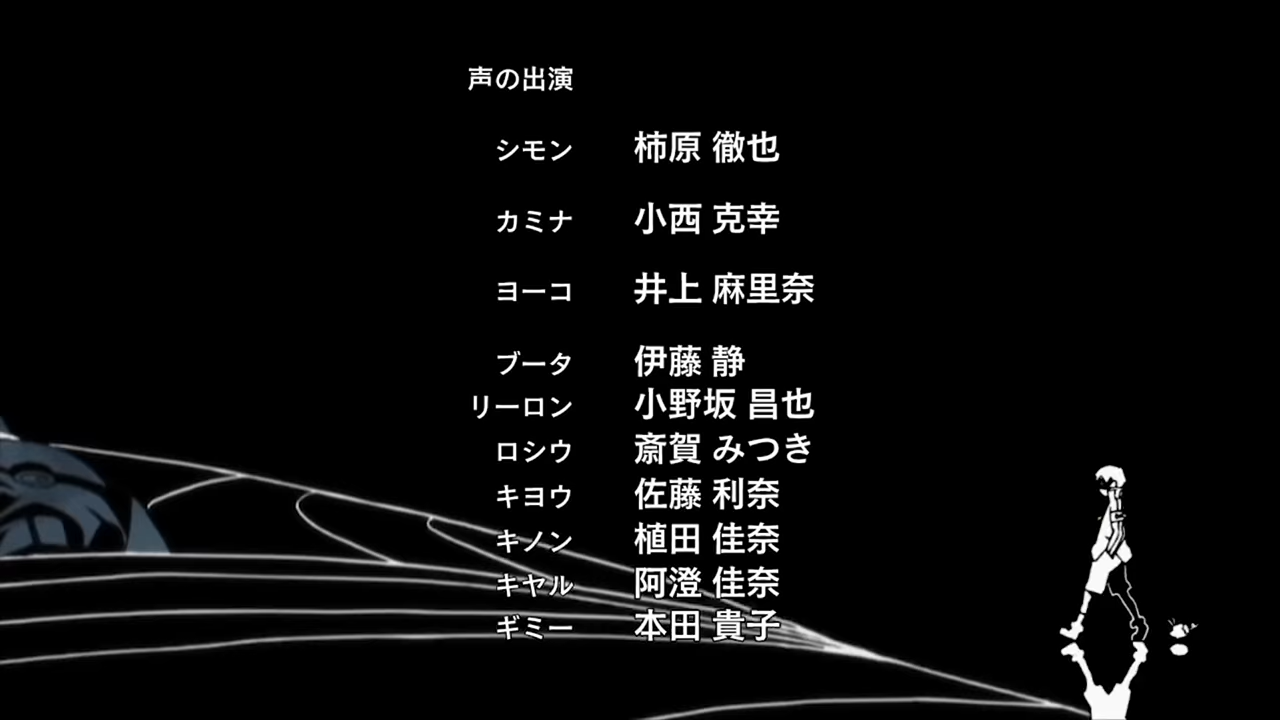 声の出演
シモン 柿原 徹也
カミナ 小西 克幸
ヨーコ 井上 麻里奈
ブータ 伊藤 静
リーロン 小野坂 昌也
ロシウ 斎賀 みつき
キヨウ 佐藤 利奈
キノン 植田 佳奈
キヤル 阿澄 佳奈
ギミー 本田 貴子